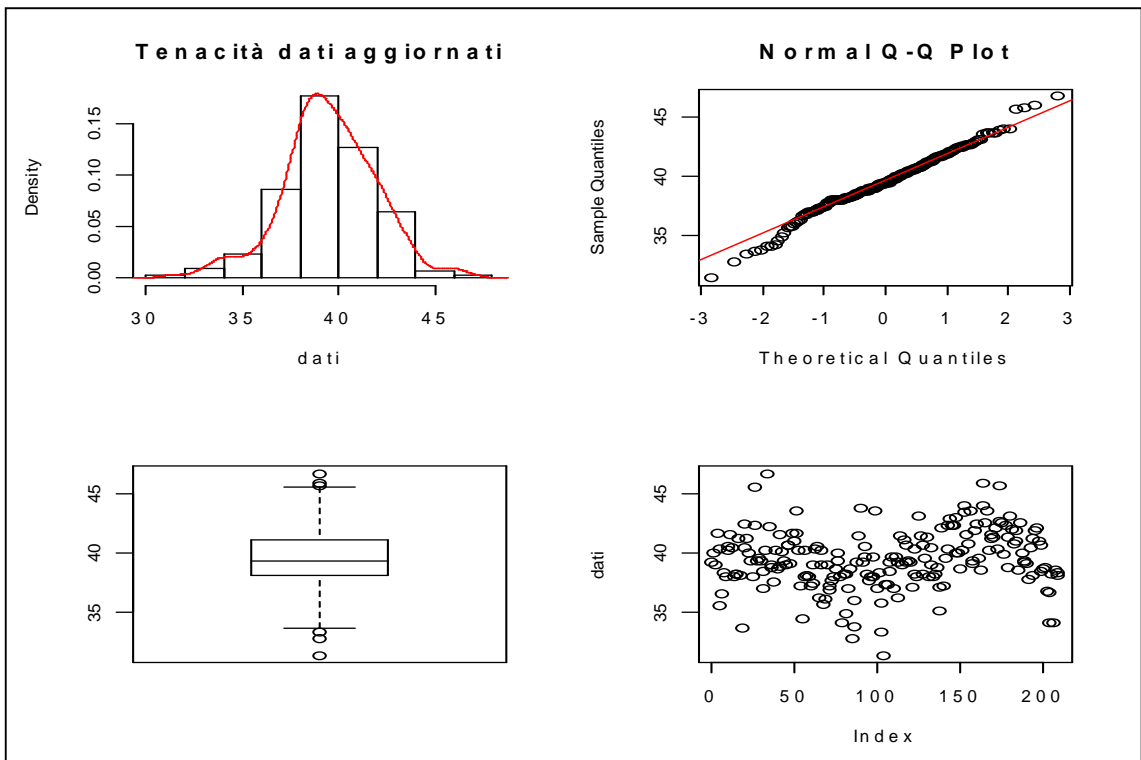 Tenacità dati aggiornati
Density
0.00 0.05 0.10 0.15
30 35 40 45
dati
Normal Q-Q Plot
Sample Quantiles
35 40 45
-3 -2 -1 0 1 2 3
Theoretical Quantiles
35 40 45
dati
35 40 45
0 50 100 150 200
Index